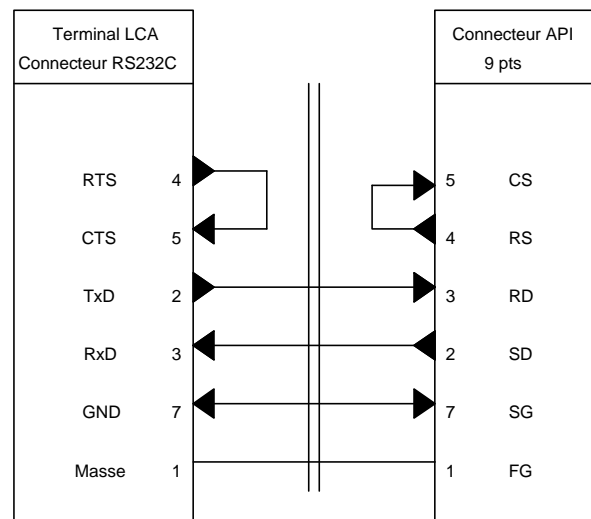 Terminal LCA
Connecteur RS232C
Connecteur API
9 pts
RTS 4
5 CS
CTS 5
4 RS
TxD 2
3 RD
RxD 3
2 SD
GND 7
7 SG
Masse 1
1 FG